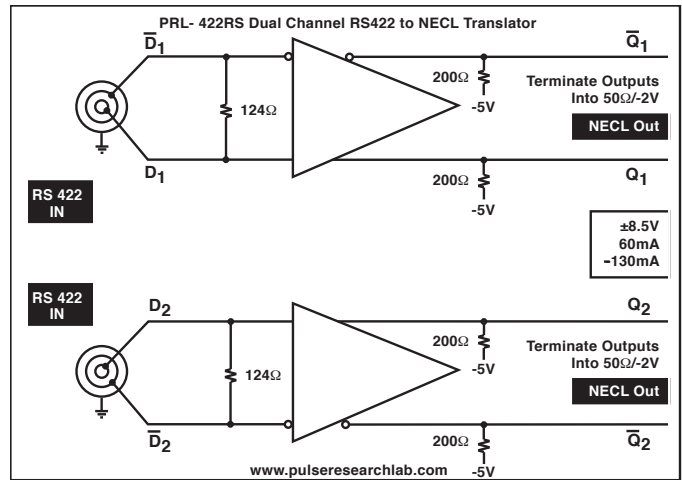 PRL- 422RS Dual Channel RS422 to NECL Translator
D̅1
Q̅1
200Ω
-5V
Terminate Outputs
Into 50Ω/-2V
124Ω
NECL Out
D1
Q1
200Ω
-5V
RS 422
IN
±8.5V
60mA
-130mA
RS 422
IN
D2
Q2
200Ω
-5V
Terminate Outputs
Into 50Ω/-2V
124Ω
NECL Out
D̅2
Q̅2
200Ω
-5V
www.pulseresearchlab.com